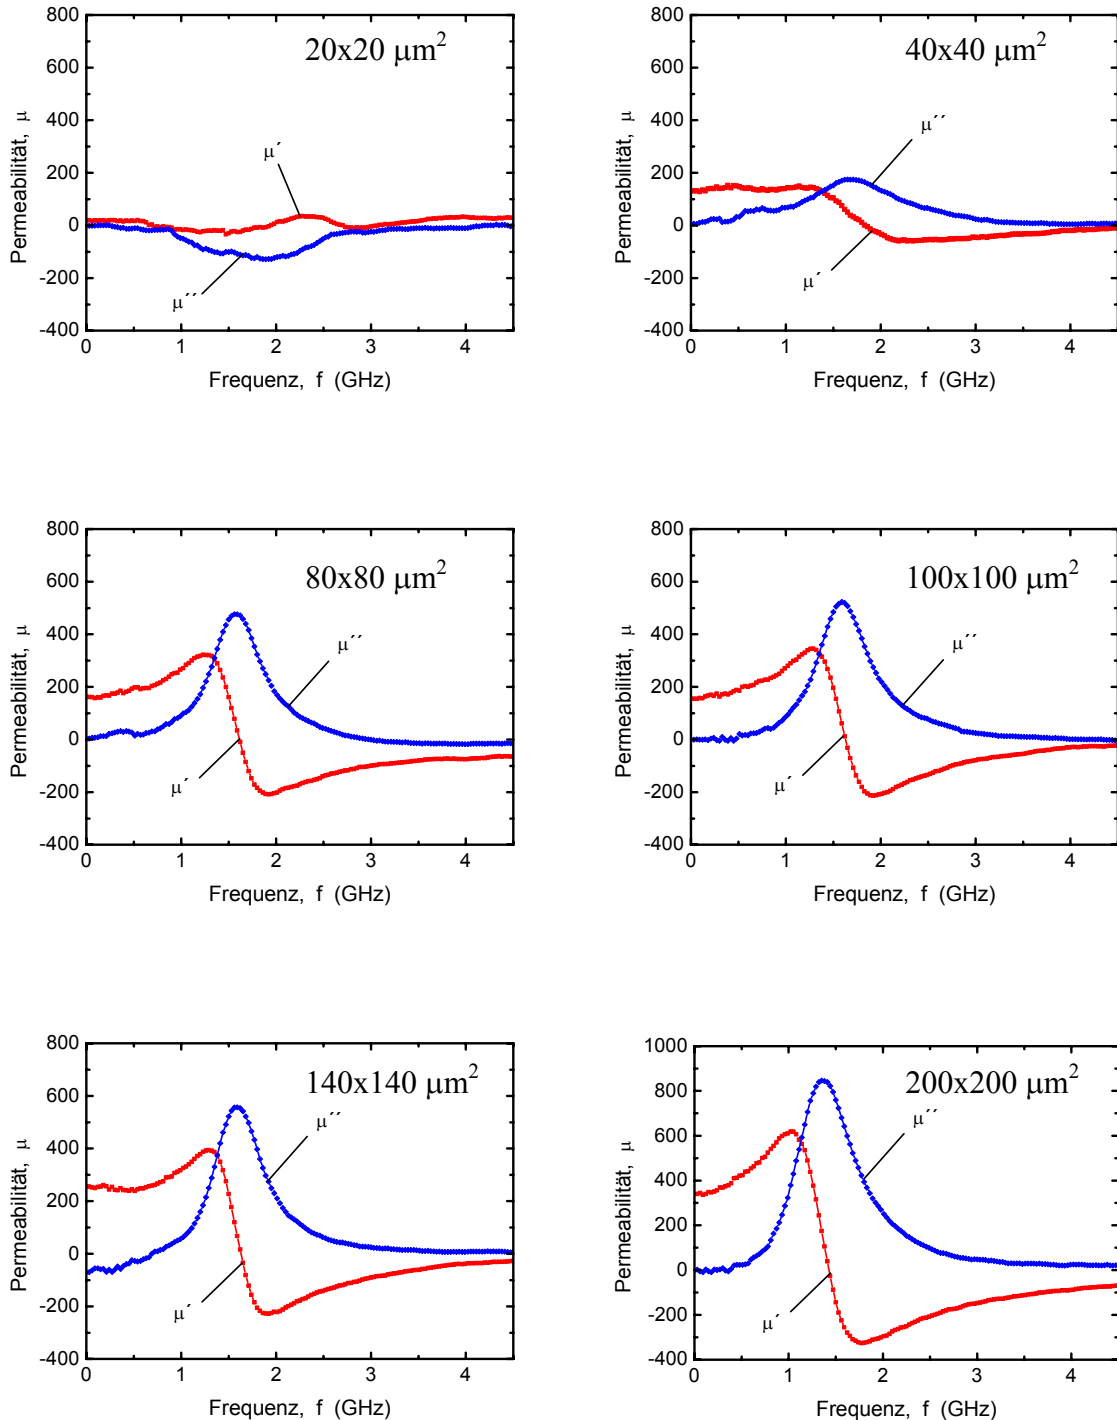 20x20 µm²
800
600
400
200
0
-200
-400
0 1 2 3 4
µ´
µ´´
Permeabilität, µ
Frequenz, f (GHz)
40x40 µm²
800
600
400
200
0
-200
-400
0 1 2 3 4
µ´´
µ´
Permeabilität, µ
Frequenz, f (GHz)
80x80 µm²
800
600
400
200
0
-200
-400
0 1 2 3 4
µ´´
µ´
Permeabilität, µ
Frequenz, f (GHz)
100x100 µm²
800
600
400
200
0
-200
-400
0 1 2 3 4
µ´´
µ´
Permeabilität, µ
Frequenz, f (GHz)
140x140 µm²
800
600
400
200
0
-200
-400
0 1 2 3 4
µ´´
µ´
Permeabilität, µ
Frequenz, f (GHz)
200x200 µm²
1000
800
600
400
200
0
-200
-400
0 1 2 3 4
µ´´
µ´
Permeabilität, µ
Frequenz, f (GHz)